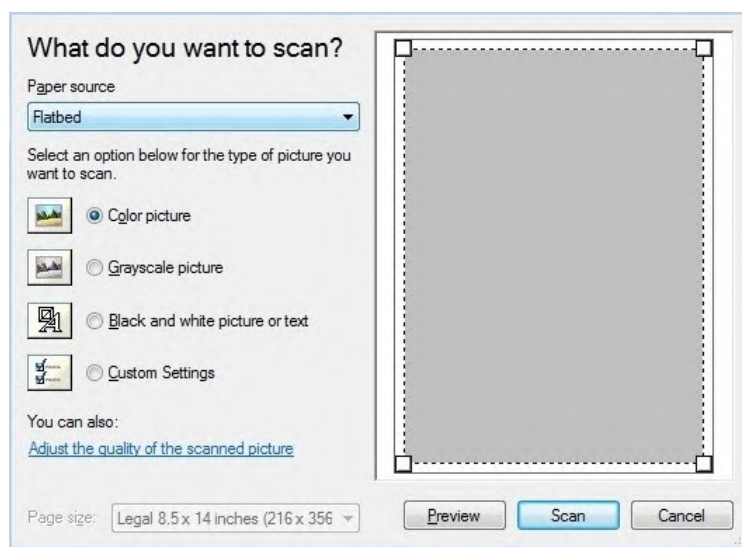 What do you want to scan?
Paper source
Flatbed
Select an option below for the type of picture you
want to scan.
Color picture
Grayscale picture
Black and white picture or text
Custom Settings
You can also:
Adjust the quality of the scanned picture
Page size: Legal 8.5 x 14 inches (216 x 356
Preview Scan Cancel